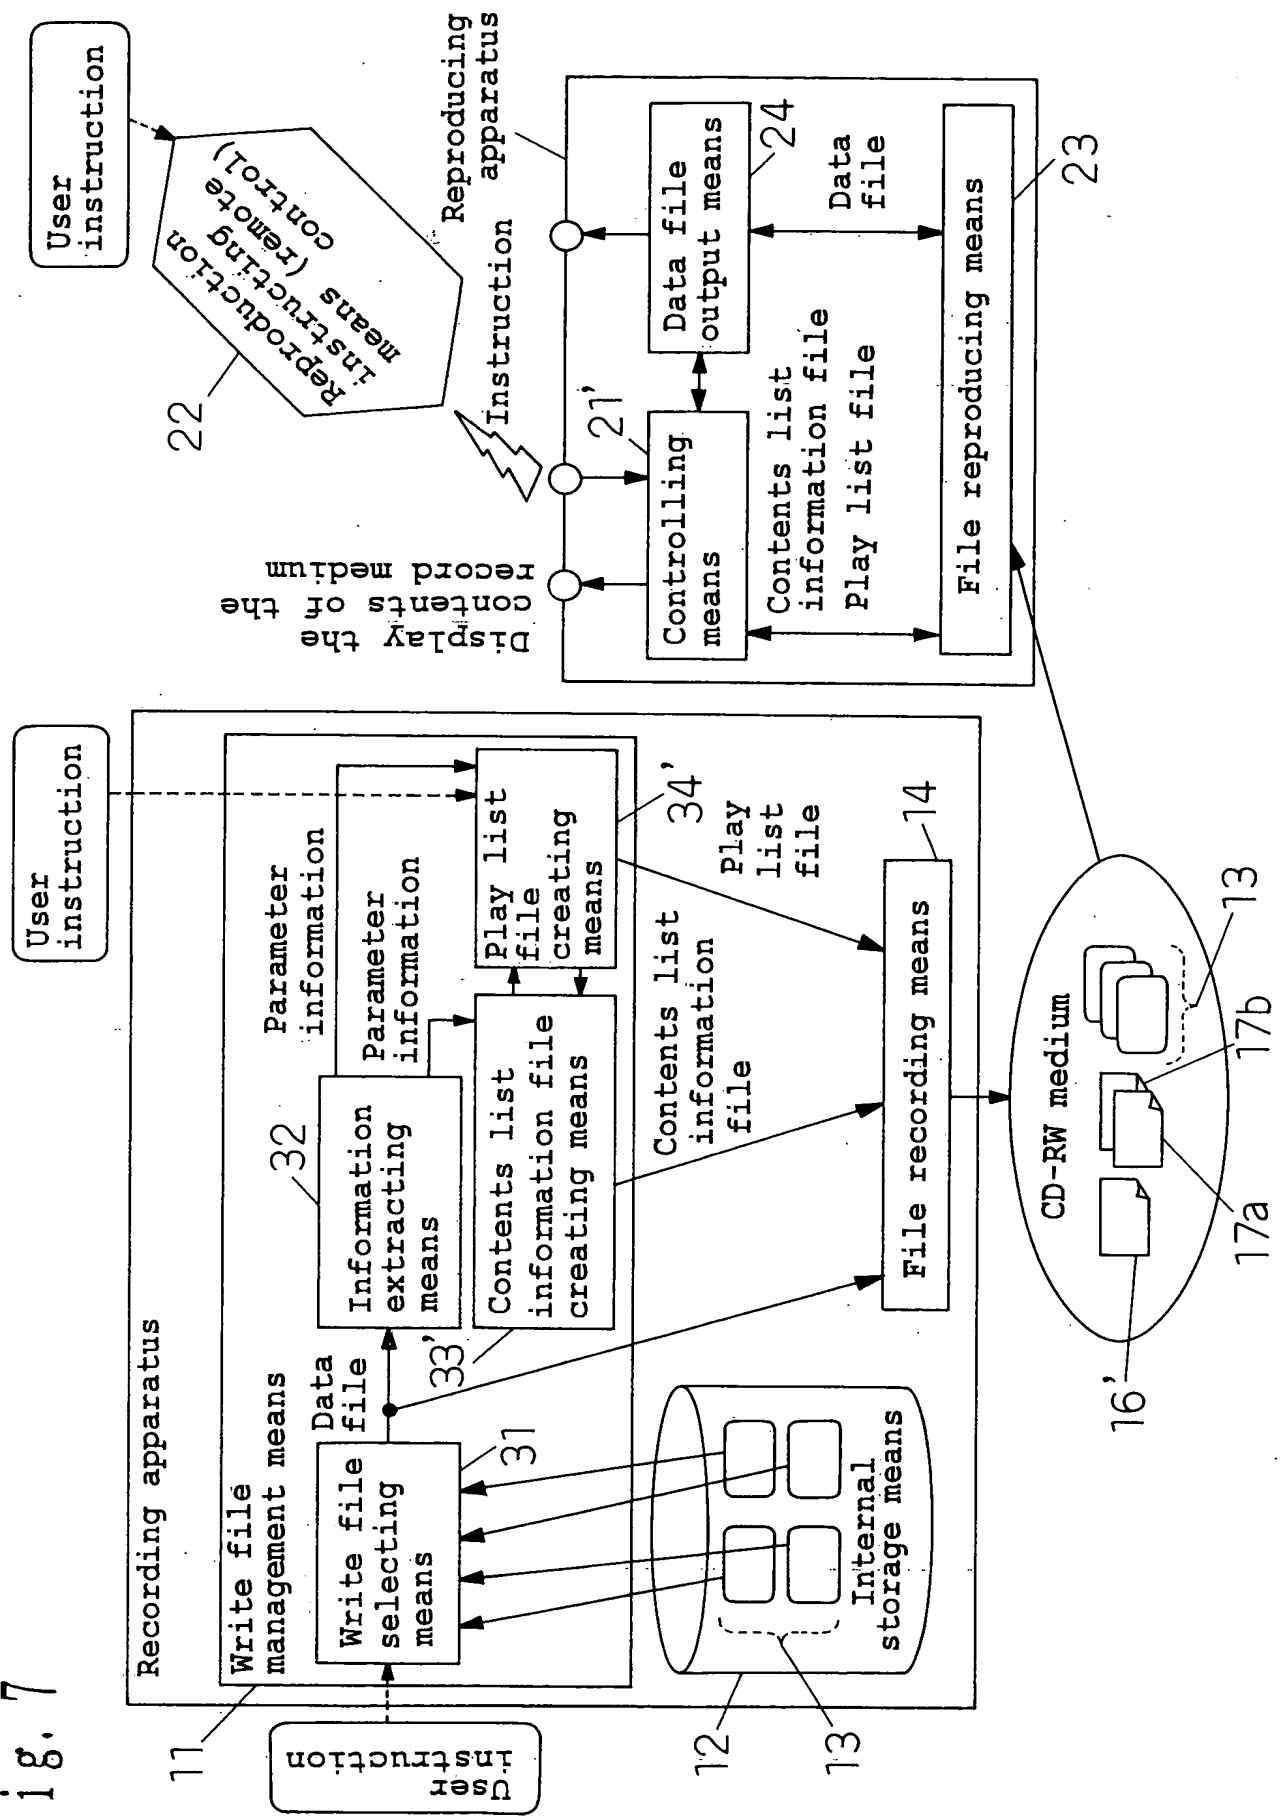 ig. 7
Recording apparatus
11
Write file
management means
User
instruction
Write file
selecting
means
31
Data
file
32
Information
extracting
means
Parameter
information
Parameter
information
User
instruction
33'
Contents list
information file
creating means
Play list
file
creating
means
34'
12
13
Internal
storage means
Contents list
information
file
Play
list
file
14
File recording means
CD-RW medium
16'
17a
17b
13
User
instruction
22
Reproduction
instructing
means (remote
control)
Instruction
Reproducing
apparatus
Display the
contents of the
record medium
21'
Controlling
means
Data file
output means
24
Contents list
information file
Play list file
Data
file
File reproducing means
23